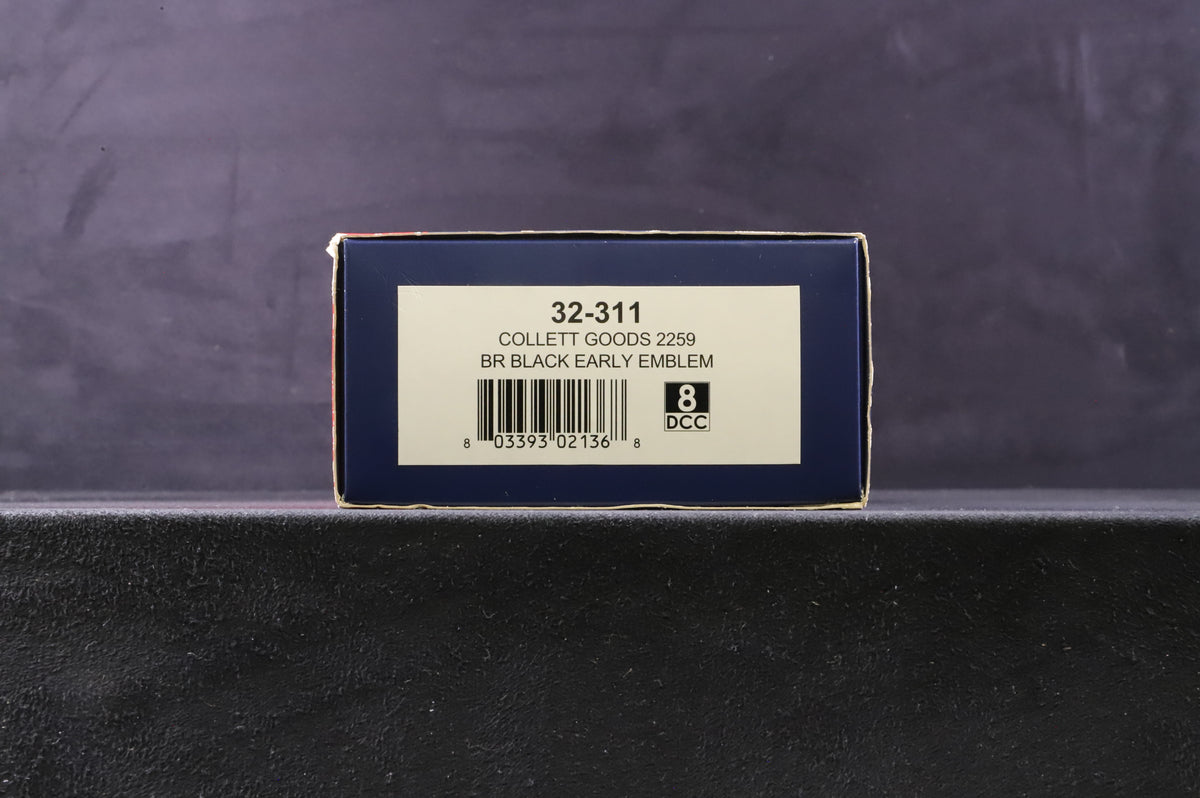 32-311
COLLETT GOODS 2259
BR BLACK EARLY EMBLEM
8 03393 02136 8
8
DCC